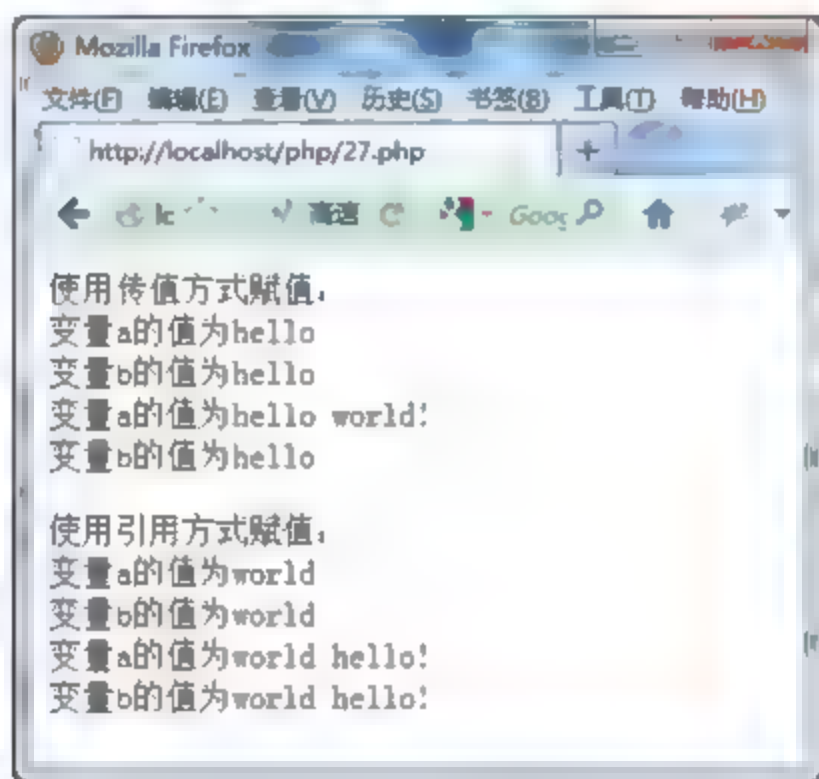 Mozilla Firefox
文件(F) 编辑(E) 查看(V) 历史(S) 书签(B) 工具(T) 帮助(H)
http://localhost/php/27.php +
高速 Goog
使用传值方式赋值:
变量a的值为hello
变量b的值为hello
变量a的值为hello world!
变量b的值为hello
使用引用方式赋值:
变量a的值为world
变量b的值为world
变量a的值为world hello!
变量b的值为world hello!